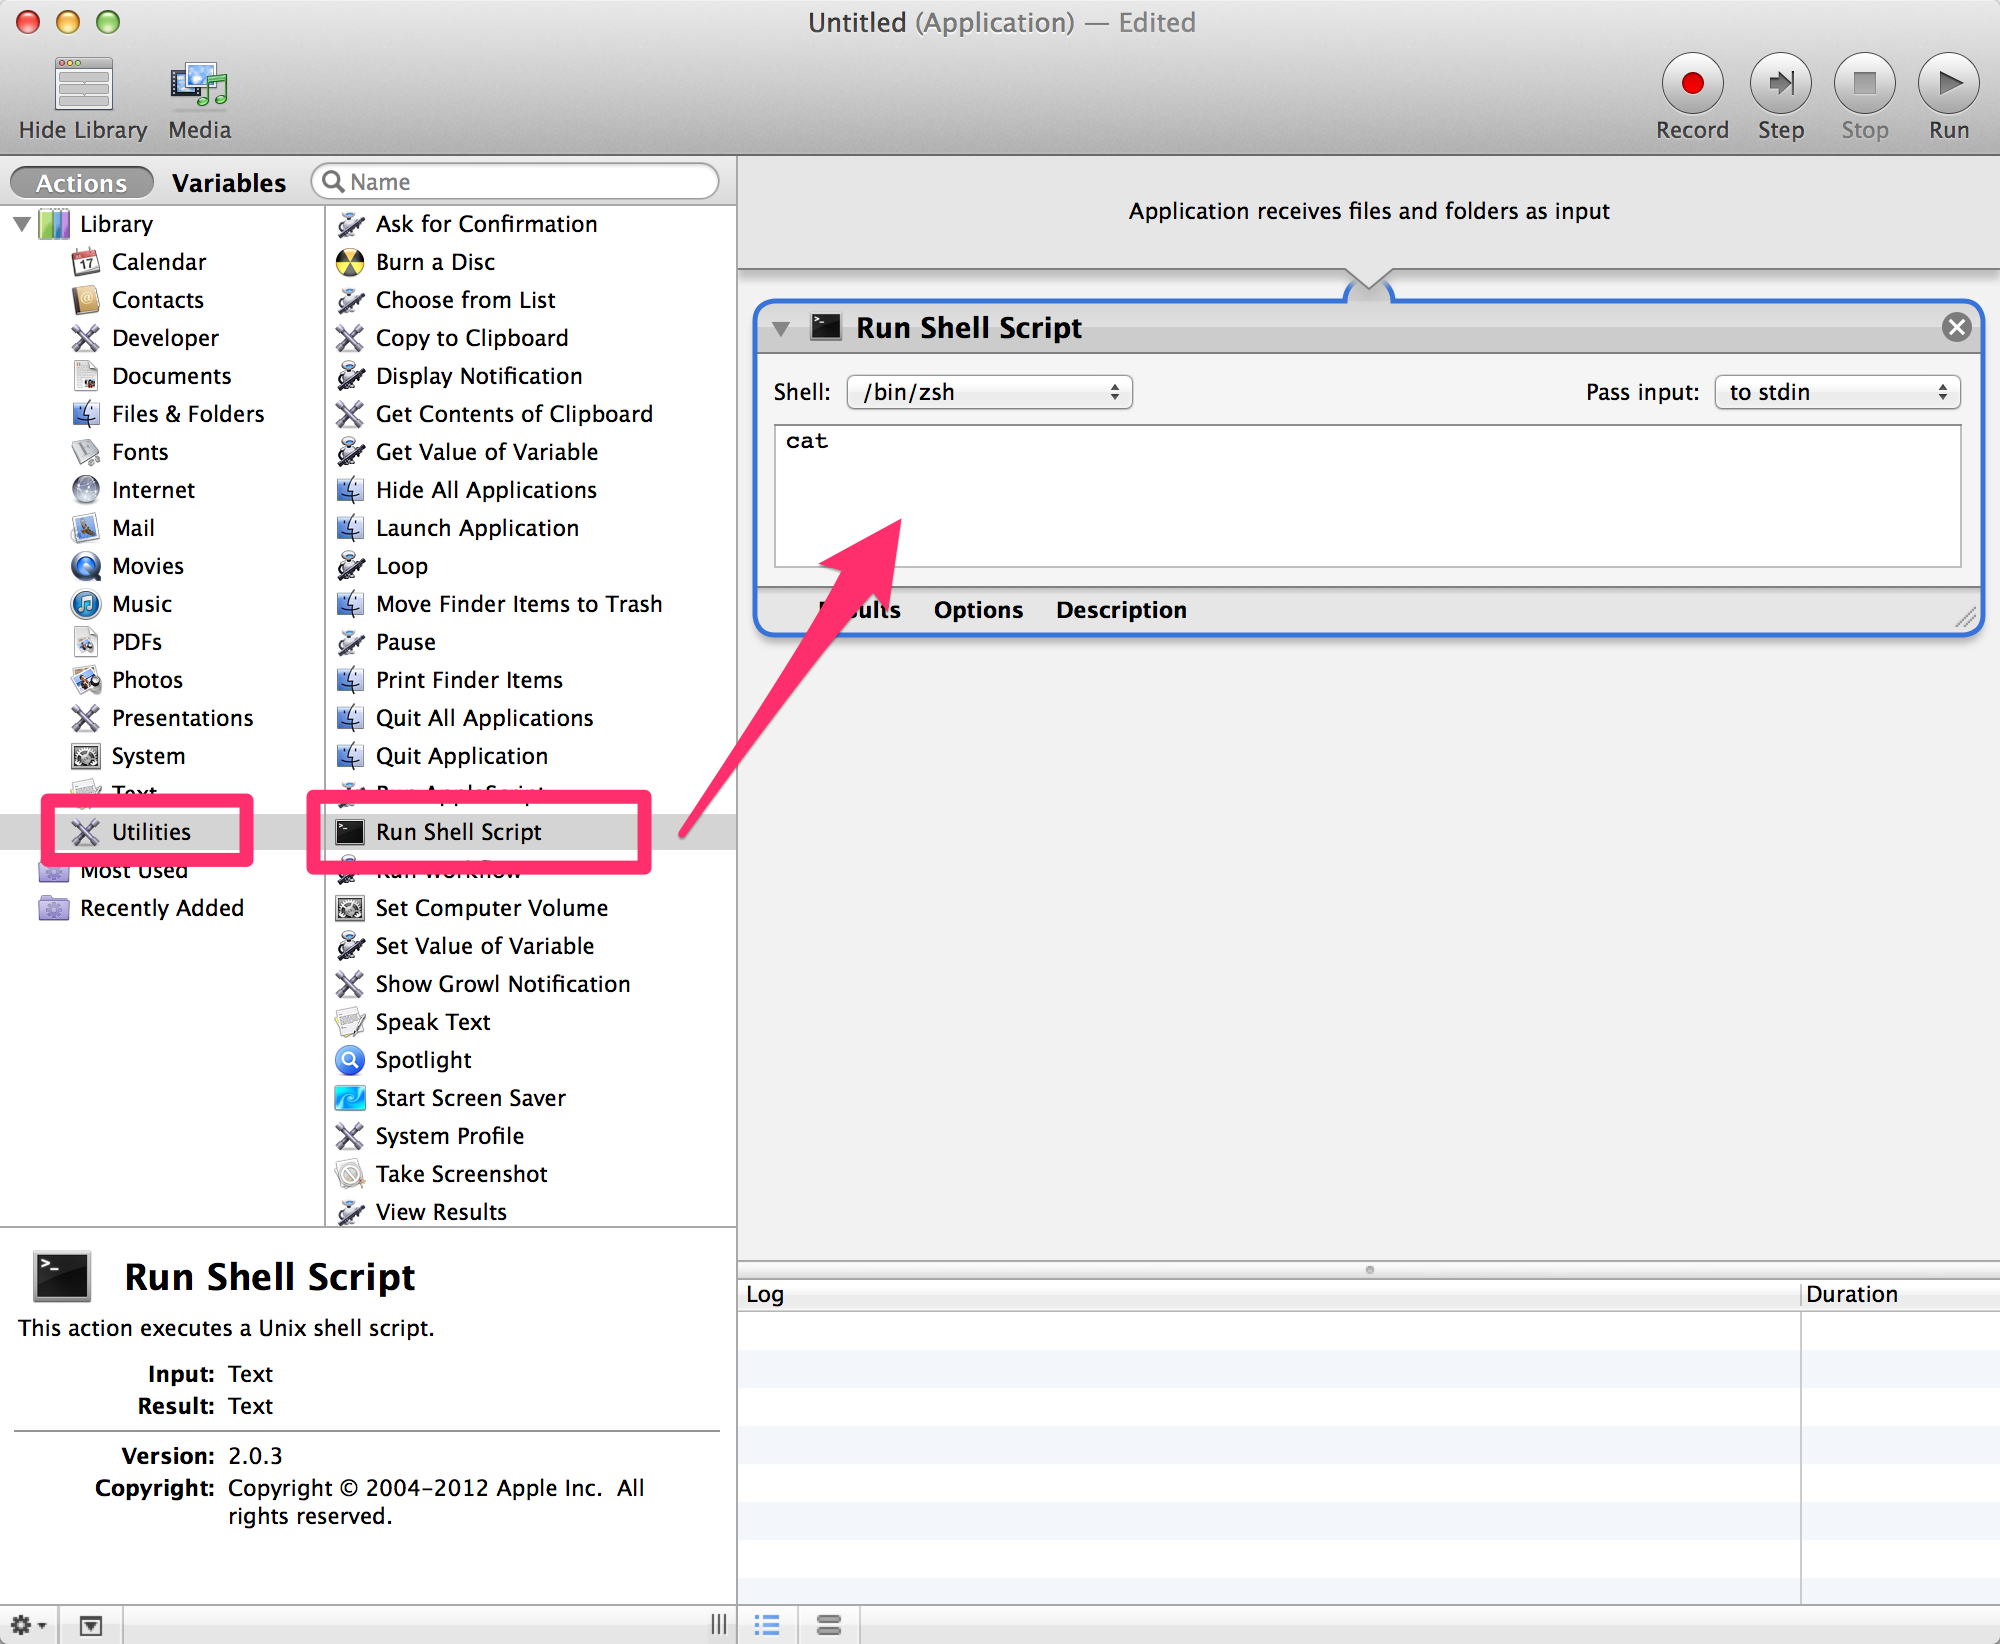 Untitled (Application) — Edited
Hide Library
Media
Record
Step
Stop
Run
Actions
Variables
Name
Library
Calendar
17
Contacts
Developer
Documents
Files & Folders
Fonts
Internet
Mail
Movies
Music
PDFs
Photos
Presentations
System
Text
Utilities
Most Used
Recently Added
Ask for Confirmation
Burn a Disc
Choose from List
Copy to Clipboard
Display Notification
Get Contents of Clipboard
Get Value of Variable
Hide All Applications
Launch Application
Loop
Move Finder Items to Trash
Pause
Print Finder Items
Quit All Applications
Quit Application
Run AppleScript
Run Shell Script
Run Workflow
Set Computer Volume
Set Value of Variable
Show Growl Notification
Speak Text
Spotlight
Start Screen Saver
System Profile
Take Screenshot
View Results
Run Shell Script
This action executes a Unix shell script.
Input: Text
Result: Text
Version: 2.0.3
Copyright: Copyright © 2004–2012 Apple Inc. All
rights reserved.
Application receives files and folders as input
Run Shell Script
Shell: /bin/zsh
Pass input: to stdin
cat
Results Options Description
Log
Duration